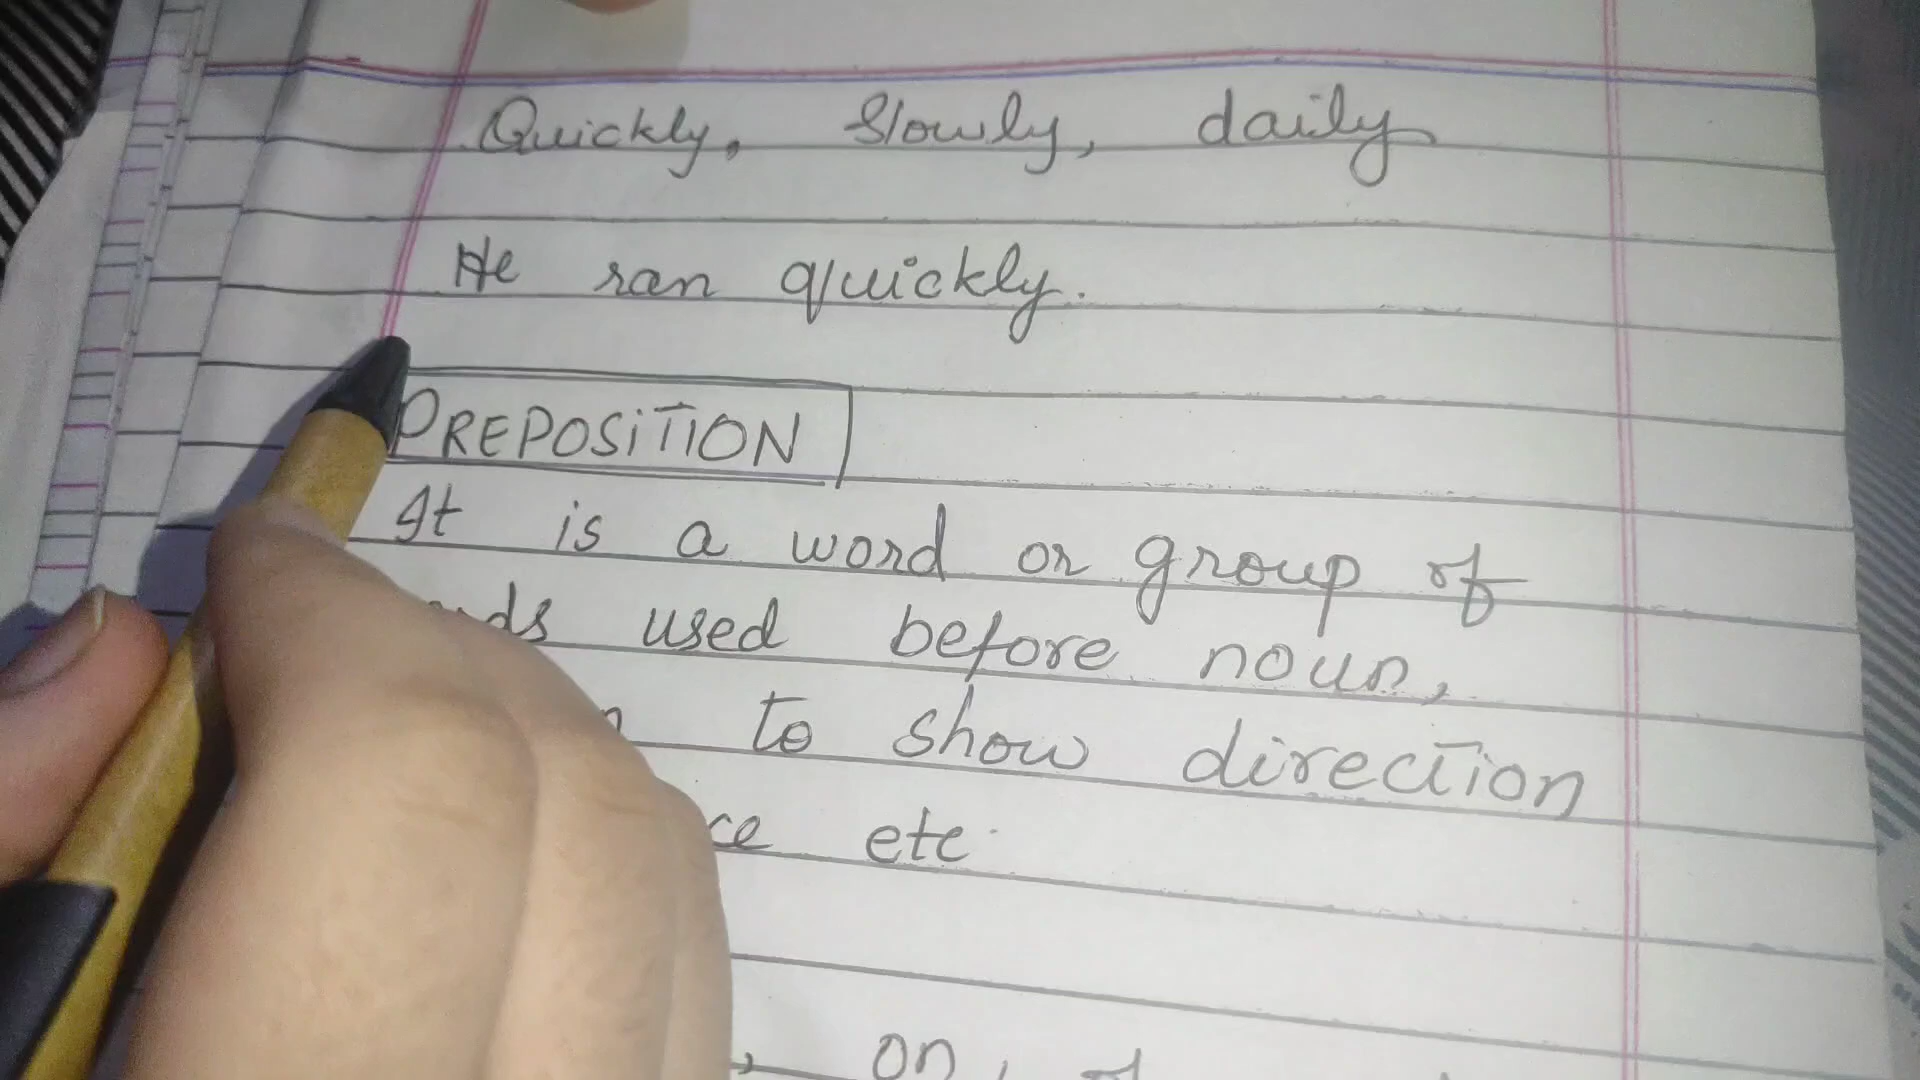 Quickly, Slowly, daily
He ran quickly.
PREPOSITION
It is a word or group of
used before noun,
to show direction
etc.
on,